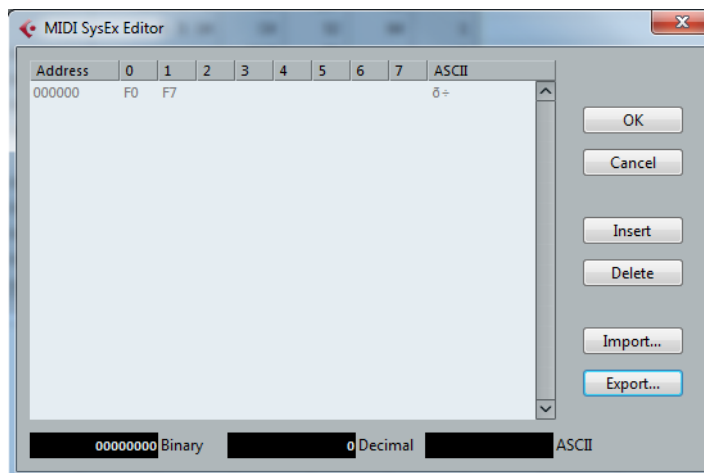 MIDI SysEx Editor
Address 0 1 2 3 4 5 6 7 ASCII
000000 F0 F7 ð÷
OK
Cancel
Insert
Delete
Import...
Export...
00000000 Binary 0 Decimal ASCII